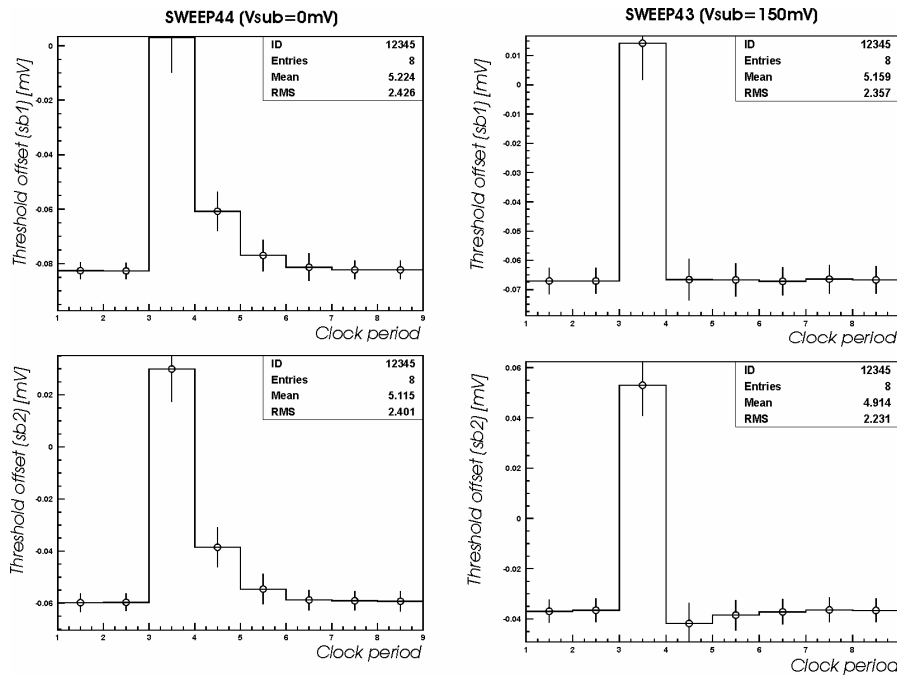 SWEEP44 (Vsub=0mV)
Threshold offset (sb1) [mV]
0
-0.02
-0.04
-0.06
-0.08
ID 12345
Entries 8
Mean 5.224
RMS 2.426
1 2 3 4 5 6 7 8 9
Clock period
SWEEP43 (Vsub=150mV)
Threshold offset (sb1) [mV]
0.01
0
-0.01
-0.02
-0.03
-0.04
-0.05
-0.06
-0.07
ID 12345
Entries 8
Mean 5.159
RMS 2.357
1 2 3 4 5 6 7 8
Clock period
Threshold offset (sb2) [mV]
0.02
0
-0.02
-0.04
-0.06
ID 12345
Entries 8
Mean 5.115
RMS 2.401
1 2 3 4 5 6 7 8 9
Clock period
Threshold offset (sb2) [mV]
0.06
0.04
0.02
0
-0.02
-0.04
ID 12345
Entries 8
Mean 4.914
RMS 2.231
1 2 3 4 5 6 7 8
Clock period